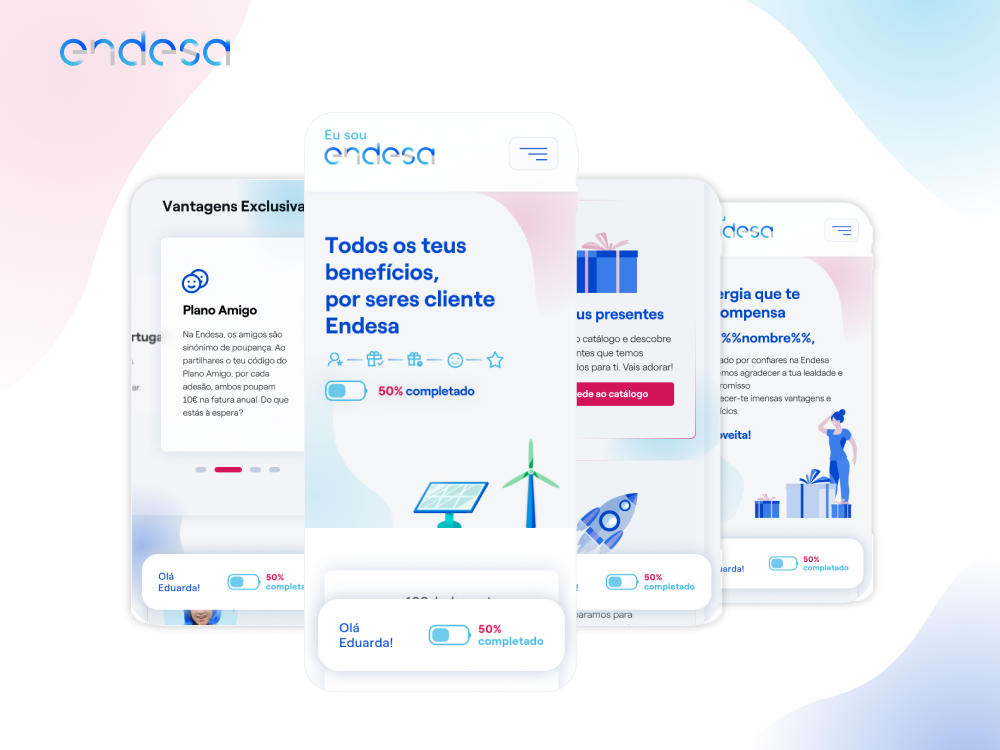 endesa
Vantagens Exclusiva
Plano Amigo
Na Endesa, os amigos são
sinónimo de poupança. Ao
partilhares o teu código do
Plano Amigo, por cada
adesão, ambos poupam
10€ na fatura anual. Do que
estás à espera?
rtuga
ar.
Olá
Eduarda!
50%
completa
Eu sou
endesa
Todos os teus
benefícios,
por seres cliente
Endesa
50% completado
Olá
Eduarda!
50%
completado
us presentes
o catálogo e descobre
ntes que temos
dos para ti. Vais adorar!
ede ao catálogo
!
50%
completado
paramos para
u
desa
ergia que te
ompensa
%%nombre%%,
ado por confiares na Endesa
emos agradecer a tua lealdade e
romisso
ecer-te imensas vantagens e
ícios.
oveita!
uarda!
50%
completado